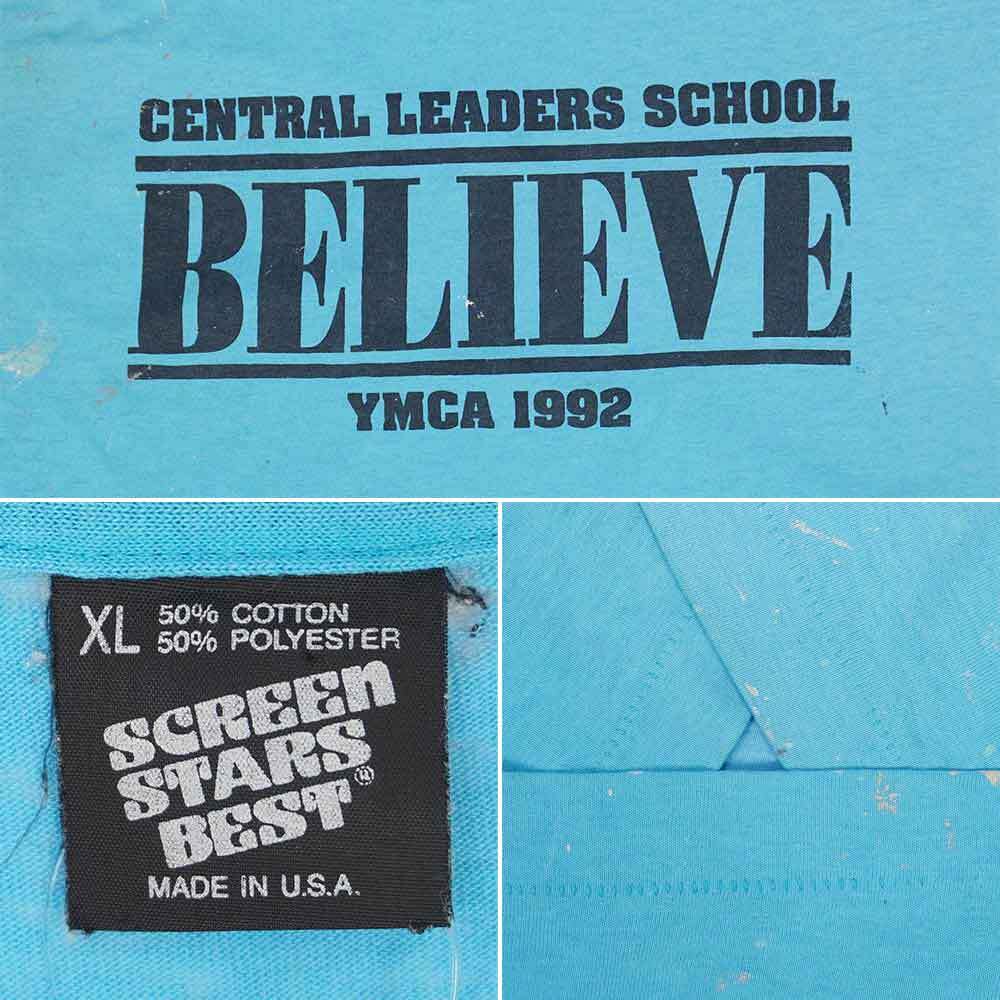 CENTRAL LEADERS SCHOOL
BELIEVE
YMCA 1992
XL 50% COTTON
50% POLYESTER
SCREEN
STARS
BEST®
MADE IN U.S.A.